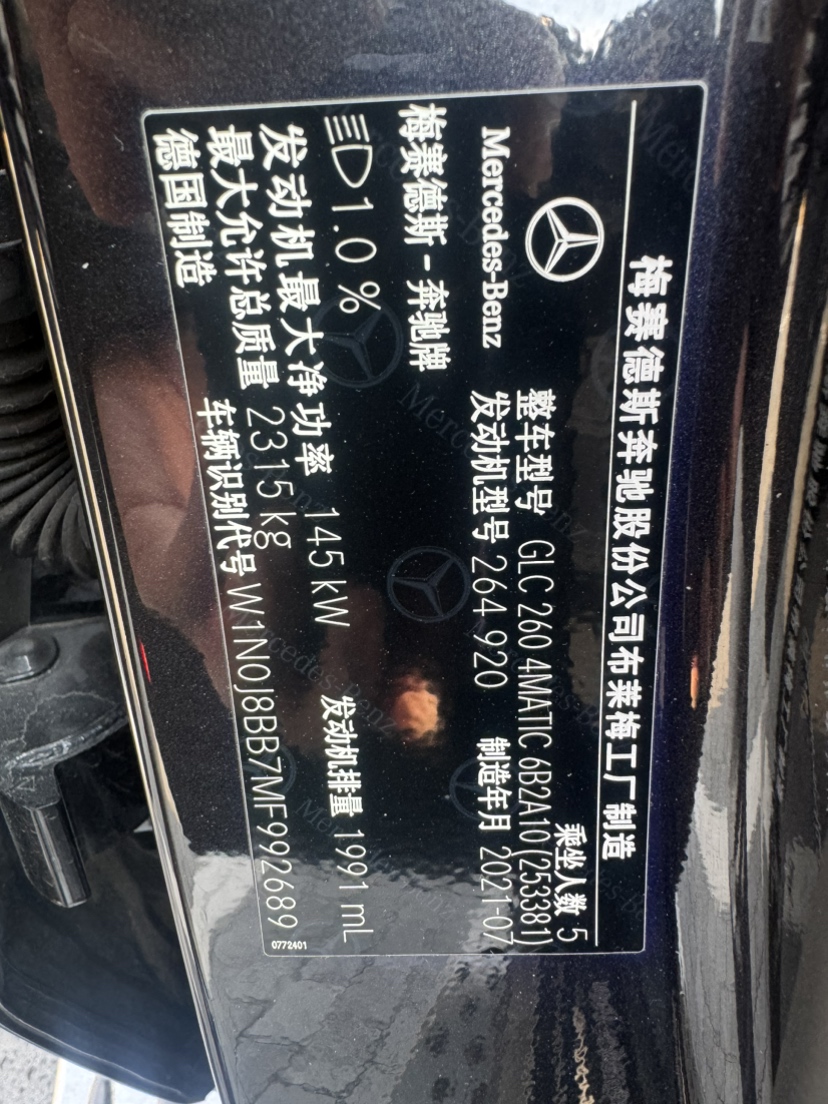 梅赛德斯奔驰股份公司布莱梅工厂制造
乘坐人数 5
Mercedes-Benz
整车型号 GLC 260 4MATIC 6B2A10 (253381)
发动机型号 264 920 制造年月 2021-07
梅赛德斯-奔驰牌
1.0 %
发动机最大净功率 145 kW 发动机排量 1991 mL
最大允许总质量 2315 kg
德国制造 车辆识别代号 W1N0J8BB7MF992689
0772401